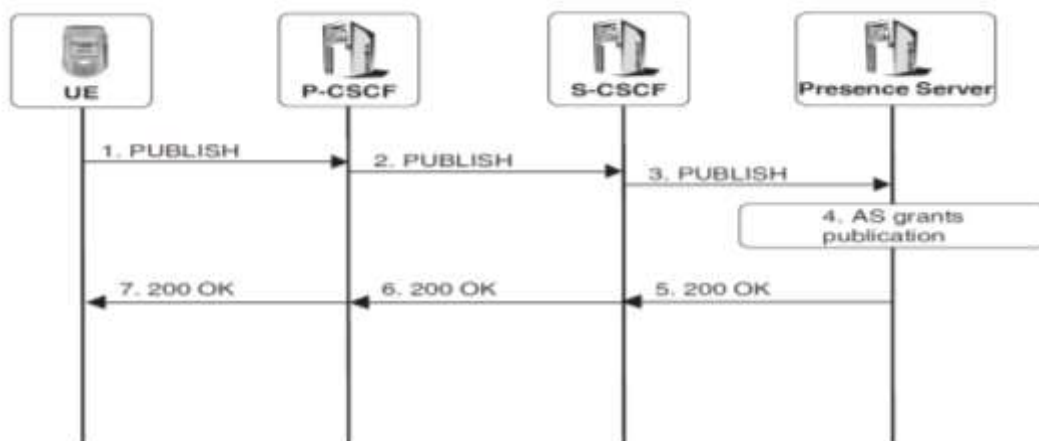 UE
P-CSCF
S-CSCF
Presence Server
1. PUBLISH
2. PUBLISH
3. PUBLISH
4. AS grants
publication
7. 200 OK
6. 200 OK
5. 200 OK